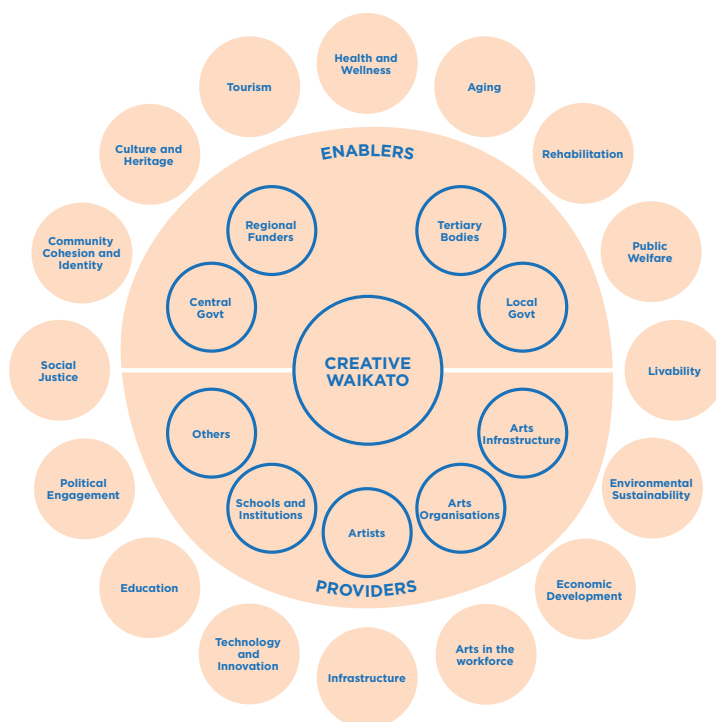 Health and
Wellness
Tourism
Aging
Culture and
Heritage
Rehabilitation
ENABLERS
Regional
Funders
Tertiary
Bodies
Community
Cohesion and
Identity
Public
Welfare
Central
Govt
Local
Govt
CREATIVE
WAIKATO
Social
Justice
Livability
Others
Arts
Infrastructure
Political
Engagement
Environmental
Sustainability
Schools and
Institutions
Artists
Arts
Organisations
PROVIDERS
Education
Economic
Development
Technology
and
Innovation
Arts in the
workforce
Infrastructure